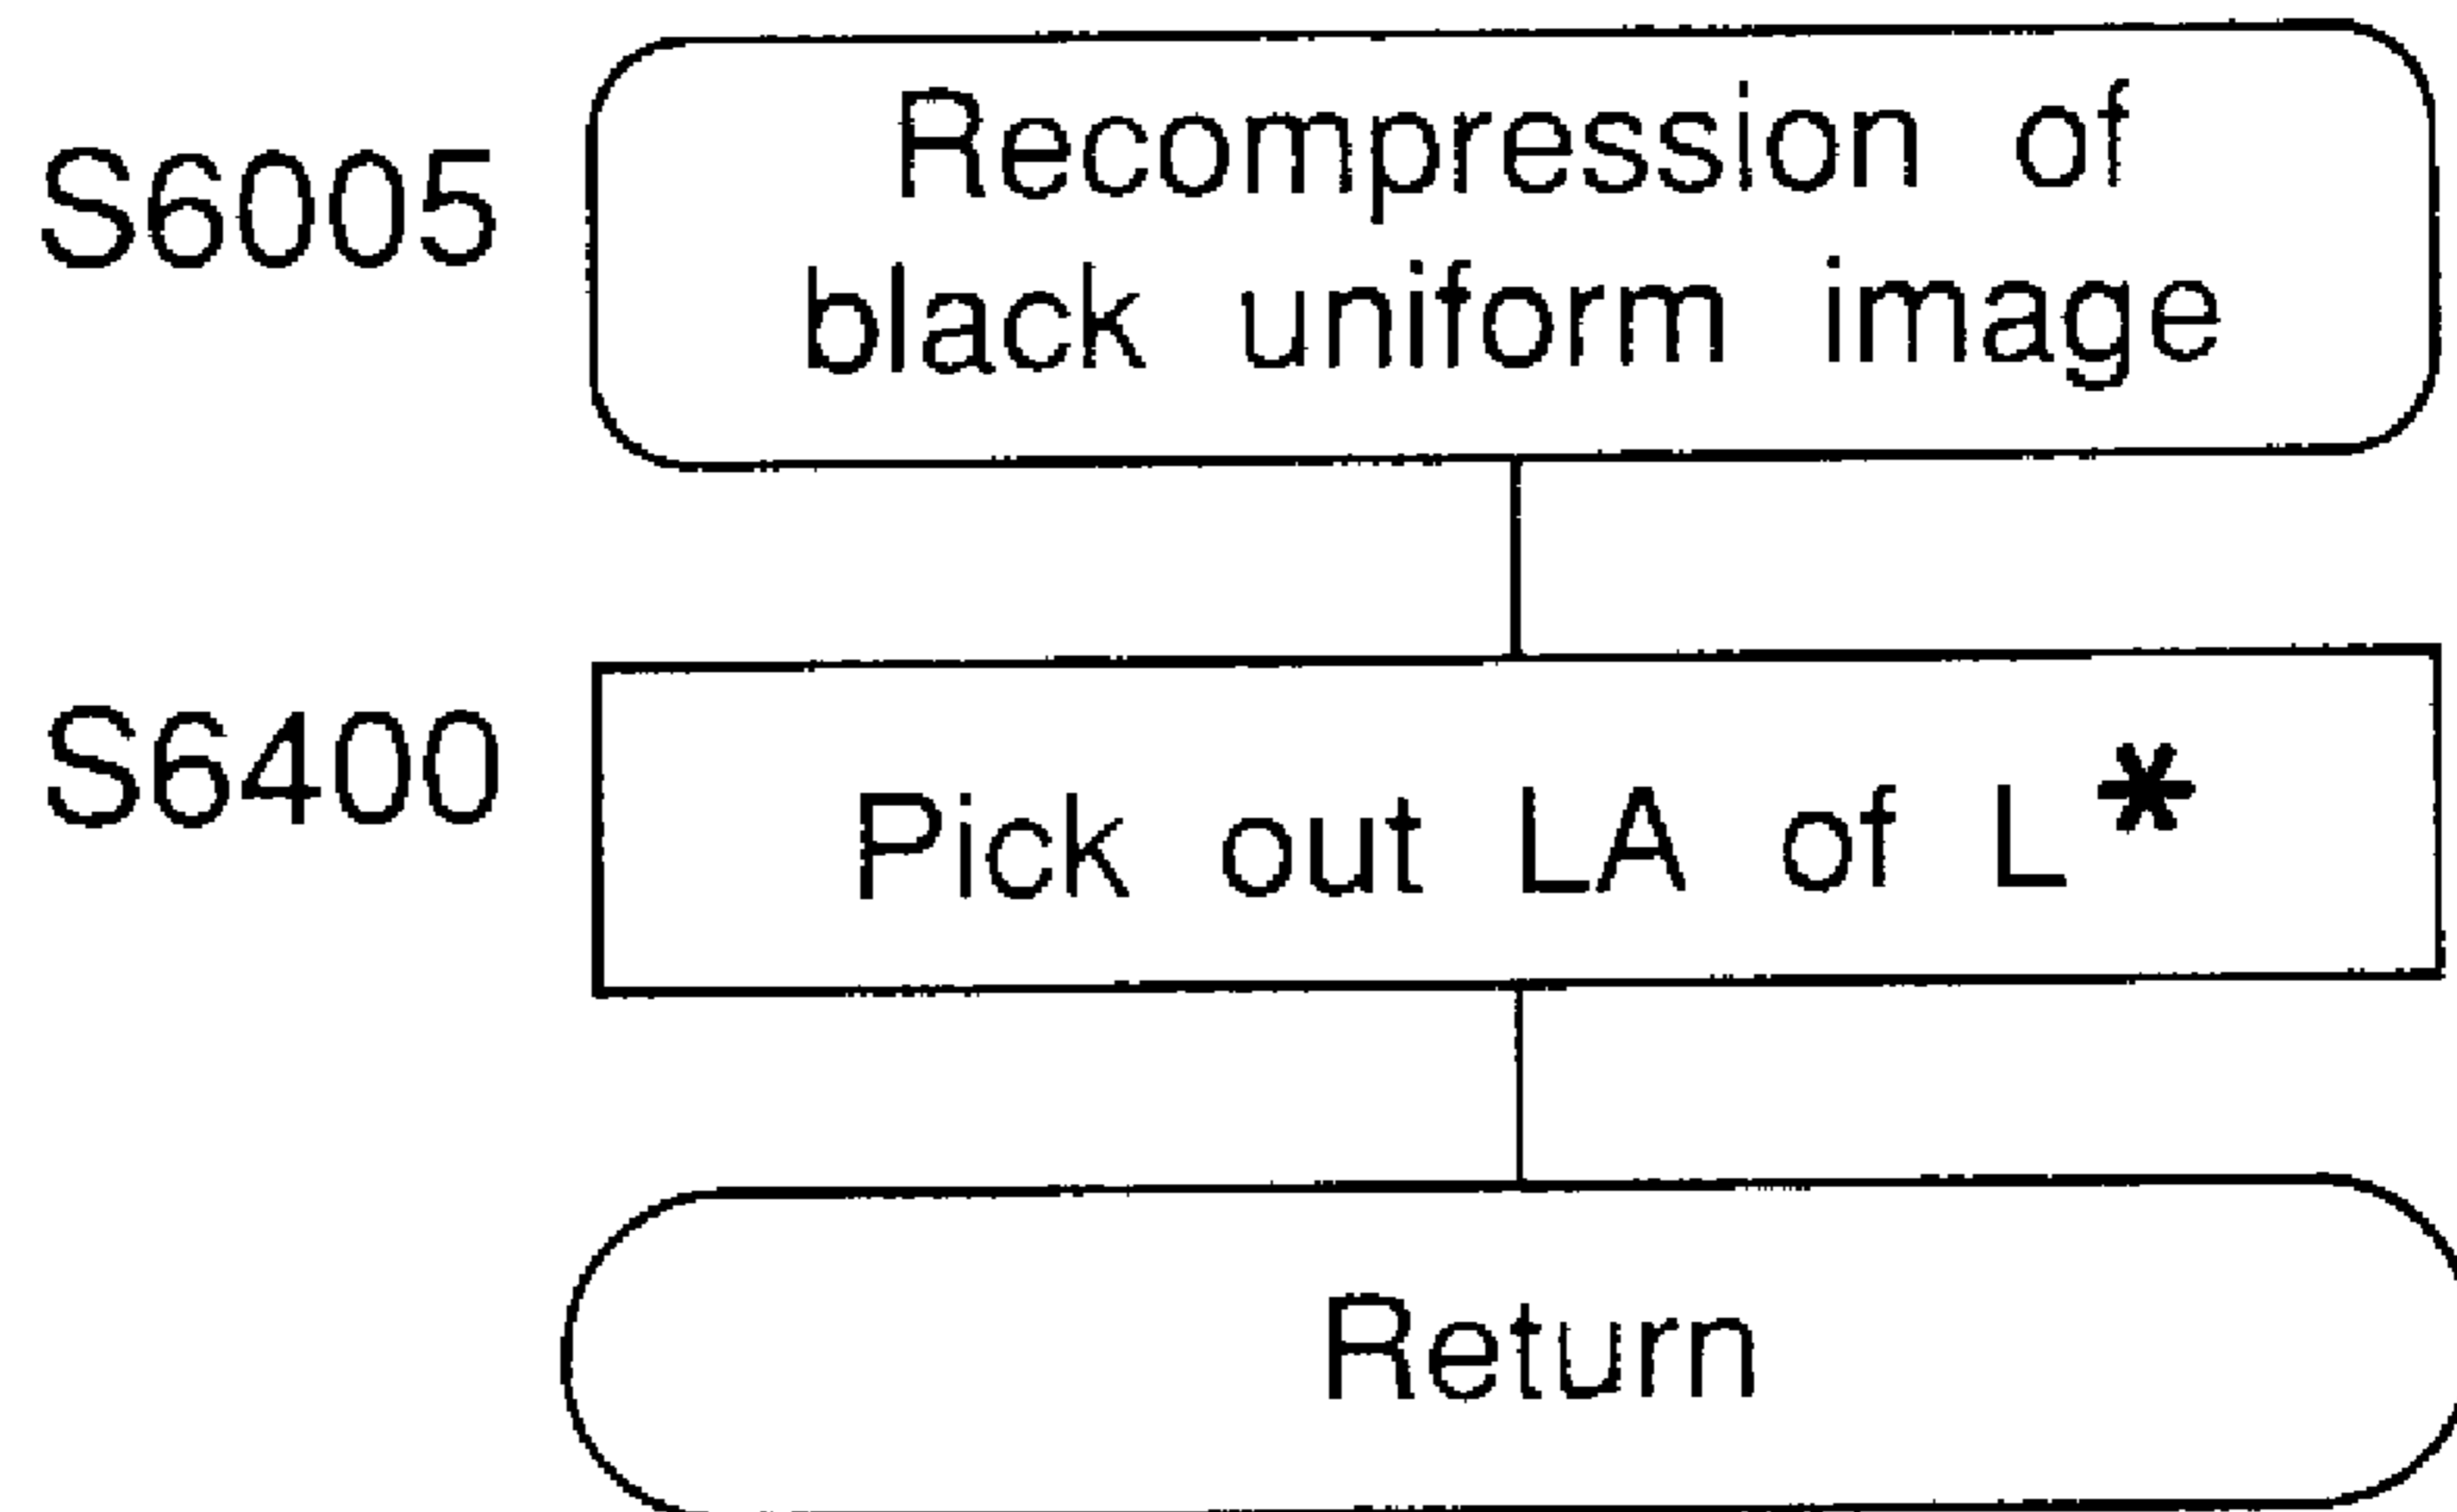 S6005
Recompression of
black uniform image
S6400
Pick out LA of L*
Return